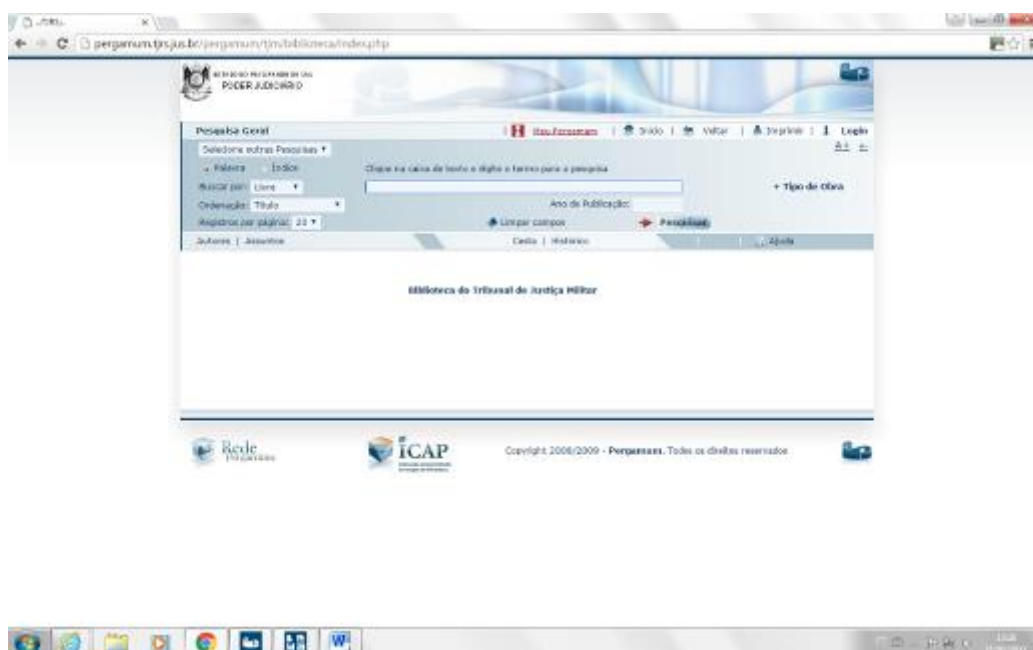 pergamum.tjrs.jus.br/pergamum/tjm/biblioteca/index.php
PODER JUDICIÁRIO
Pesquisa Geral
Meu Pergamum | Início | Voltar | Imprimir | Login
Selecione outras Pesquisas
A+ a-
Palavra Índice
Clique na caixa de texto e digite o termo para a pesquisa
Buscar por: Livre
+ Tipo de Obra
Ordenação: Título
Ano de Publicação:
Registros por página: 20
Limpar campos
Pesquisar
Autores | Assuntos
Cesta | Histórico
Ajuda
Biblioteca do Tribunal de Justiça Militar
Rede
Pergamum
ICAP
Copyright 2008/2009 - Pergamum. Todos os direitos reservados
W